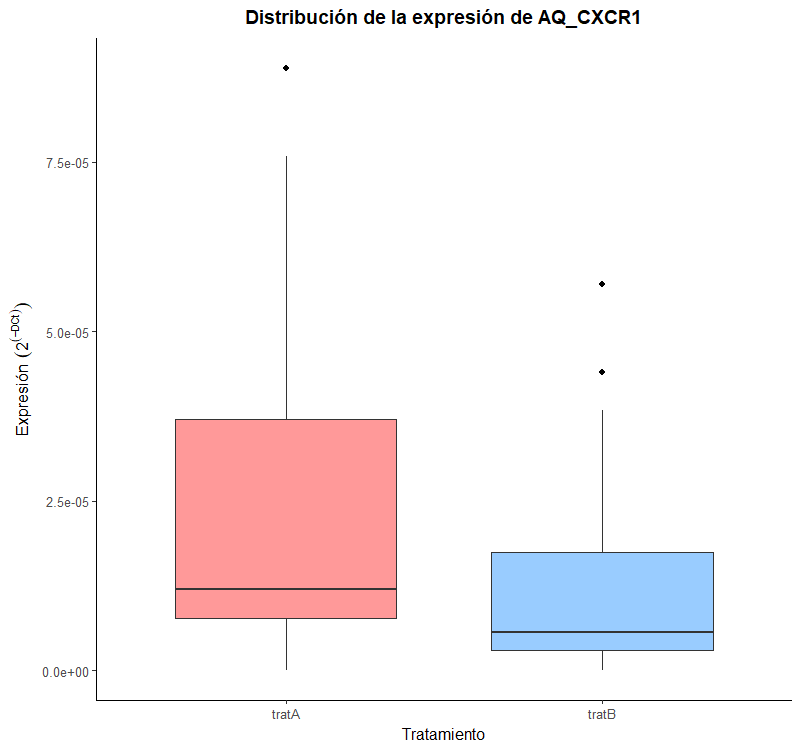 Distribución de la expresión de AQ_CXCR1
Expresión (2^(−DCt))
7.5e-05
5.0e-05
2.5e-05
0.0e+00
tratA
tratB
Tratamiento